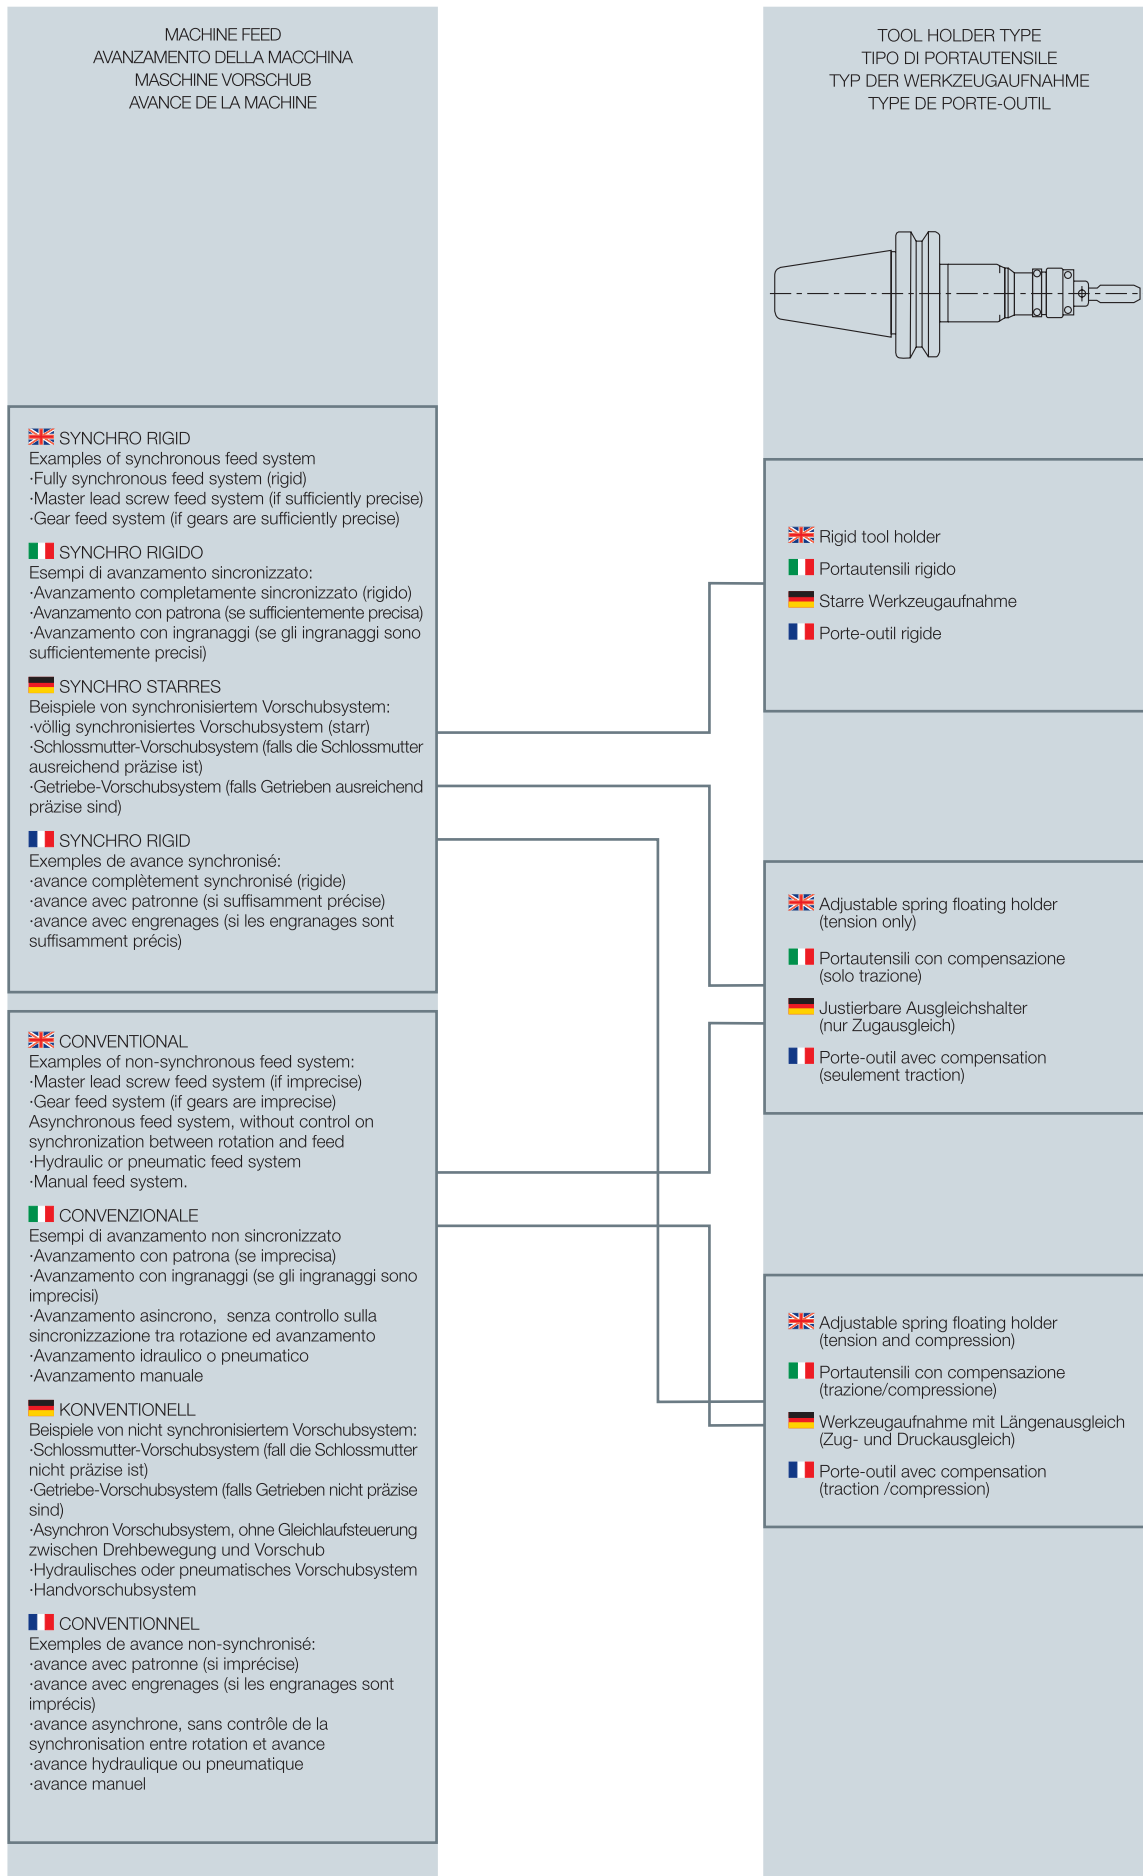 MACHINE FEED
AVANZAMENTO DELLA MACCHINA
MASCHINE VORSCHUB
AVANCE DE LA MACHINE
TOOL HOLDER TYPE
TIPO DI PORTAUTENSILE
TYP DER WERKZEUGAUFNAHME
TYPE DE PORTE-OUTIL
SYNCHRO RIGID
Examples of synchronous feed system
·Fully synchronous feed system (rigid)
·Master lead screw feed system (if sufficiently precise)
·Gear feed system (if gears are sufficiently precise)
SYNCHRO RIGIDO
Esempi di avanzamento sincronizzato:
·Avanzamento completamente sincronizzato (rigido)
·Avanzamento con patrona (se sufficientemente precisa)
·Avanzamento con ingranaggi (se gli ingranaggi sono
sufficientemente precisi)
SYNCHRO STARRES
Beispiele von synchronisiertem Vorschubsystem:
·völlig synchronisiertes Vorschubsystem (starr)
·Schlossmutter-Vorschubsystem (falls die Schlossmutter
ausreichend präzise ist)
·Getriebe-Vorschubsystem (falls Getrieben ausreichend
präzise sind)
SYNCHRO RIGID
Exemples de avance synchronisé:
·avance complètement synchronisé (rigide)
·avance avec patronne (si suffisamment précise)
·avance avec engrenages (si les engranages sont
suffisamment précis)
CONVENTIONAL
Examples of non-synchronous feed system:
·Master lead screw feed system (if imprecise)
·Gear feed system (if gears are imprecise)
Asynchronous feed system, without control on
synchronization between rotation and feed
·Hydraulic or pneumatic feed system
·Manual feed system.
CONVENZIONALE
Esempi di avanzamento non sincronizzato
·Avanzamento con patrona (se imprecisa)
·Avanzamento con ingranaggi (se gli ingranaggi sono
imprecisi)
·Avanzamento asincrono, senza controllo sulla
sincronizzazione tra rotazione ed avanzamento
·Avanzamento idraulico o pneumatico
·Avanzamento manuale
KONVENTIONELL
Beispiele von nicht synchronisiertem Vorschubsystem:
·Schlossmutter-Vorschubsystem (fall die Schlossmutter
nicht präzise ist)
·Getriebe-Vorschubsystem (falls Getrieben nicht präzise
sind)
·Asynchron Vorschubsystem, ohne Gleichlaufsteuerung
zwischen Drehbewegung und Vorschub
·Hydraulisches oder pneumatisches Vorschubsystem
·Handvorschubsystem
CONVENTIONNEL
Exemples de avance non-synchronisé:
·avance avec patronne (si imprécise)
·avance avec engrenages (si les engranages sont
imprécis)
·avance asynchrone, sans contrôle de la
synchronisation entre rotation et avance
·avance hydraulique ou pneumatique
·avance manuel
Rigid tool holder
Portautensili rigido
Starre Werkzeugaufnahme
Porte-outil rigide
Adjustable spring floating holder
(tension only)
Portautensili con compensazione
(solo trazione)
Justierbare Ausgleichshalter
(nur Zugausgleich)
Porte-outil avec compensation
(seulement traction)
Adjustable spring floating holder
(tension and compression)
Portautensili con compensazione
(trazione/compressione)
Werkzeugaufnahme mit Längenausgleich
(Zug- und Druckausgleich)
Porte-outil avec compensation
(traction /compression)